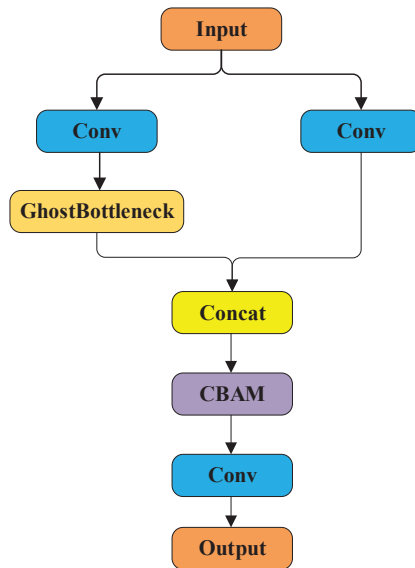 Input
Conv
Conv
GhostBottleneck
Concat
CBAM
Conv
Output